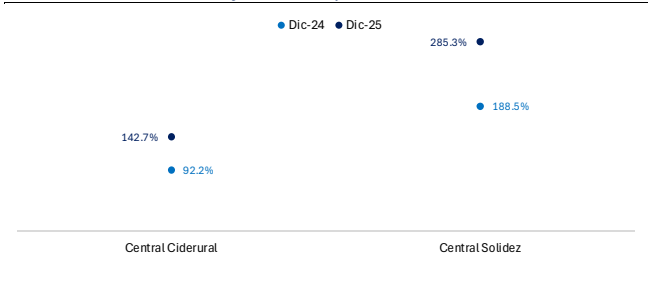 Dic-24 Dic-25
285.3%
188.5%
142.7%
92.2%
Central Ciderural Central Solidez